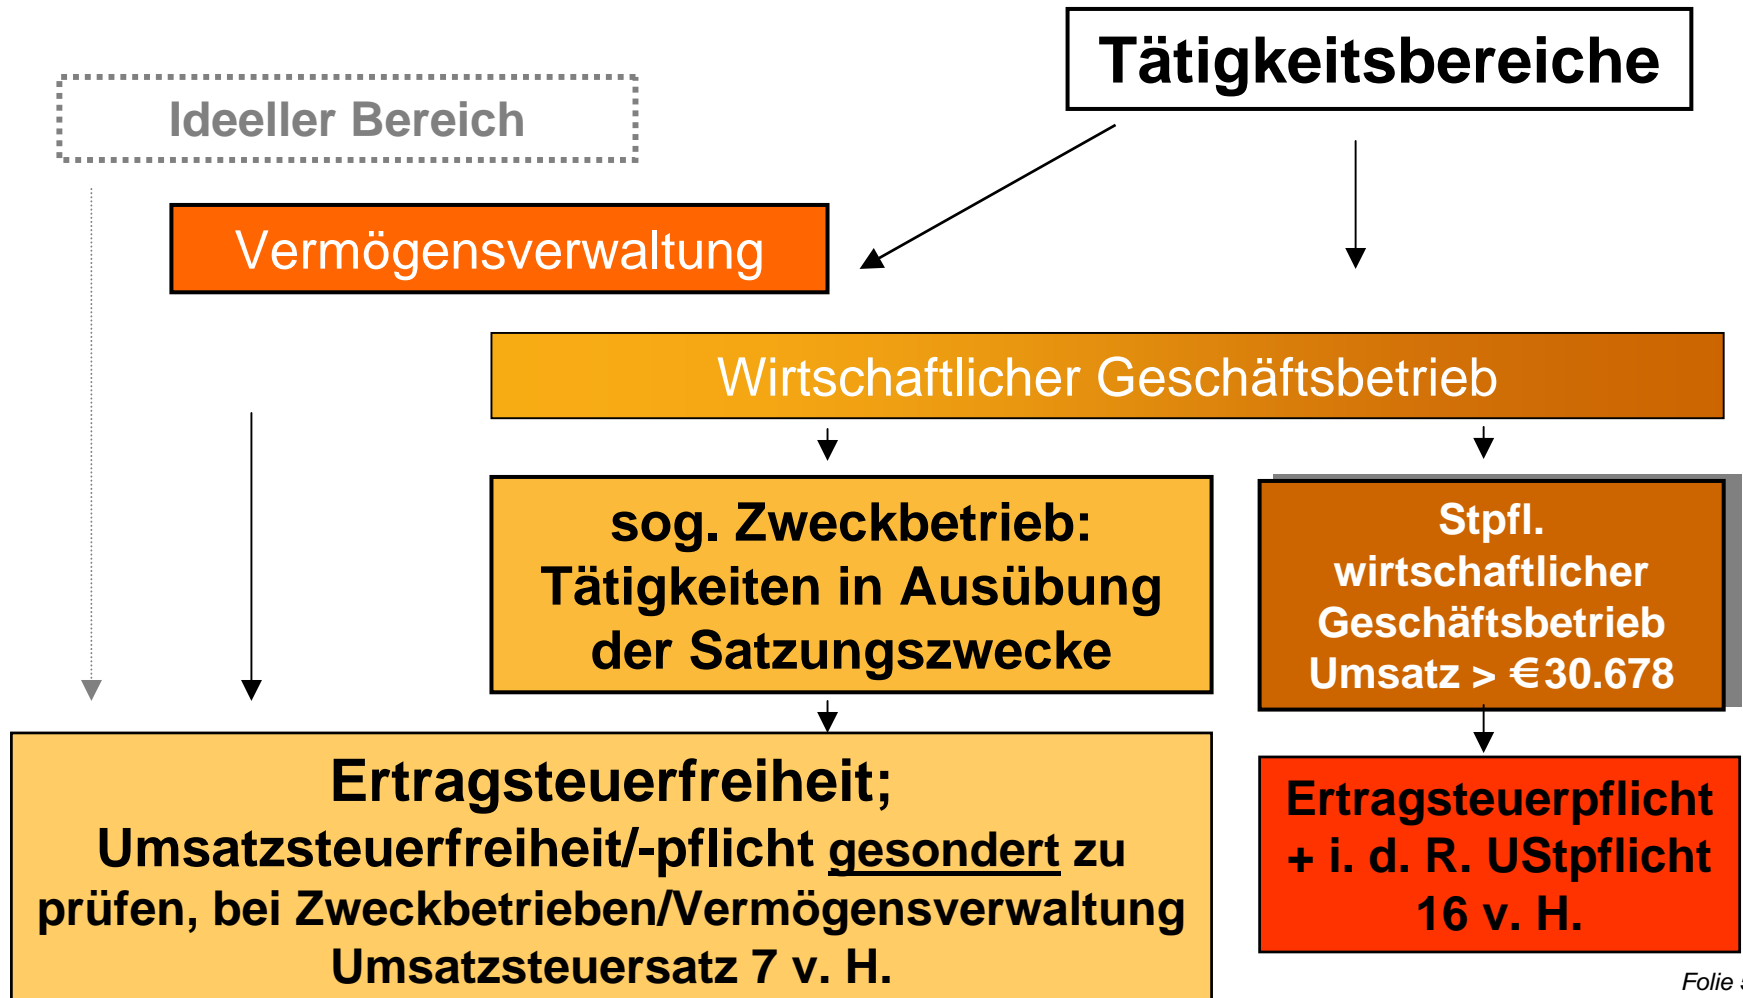 Tätigkeitsbereiche
Ideeller Bereich
Vermögensverwaltung
Wirtschaftlicher Geschäftsbetrieb
sog. Zweckbetrieb:
Tätigkeiten in Ausübung
der Satzungszwecke
Stpfl.
wirtschaftlicher
Geschäftsbetrieb
Umsatz > €30.678
Ertragsteuerfreiheit;
Umsatzsteuerfreiheit/-pflicht gesondert zu
prüfen, bei Zweckbetrieben/Vermögensverwaltung
Umsatzsteuersatz 7 v. H.
Ertragsteuerpflicht
+ i. d. R. UStpflicht
16 v. H.
Folie